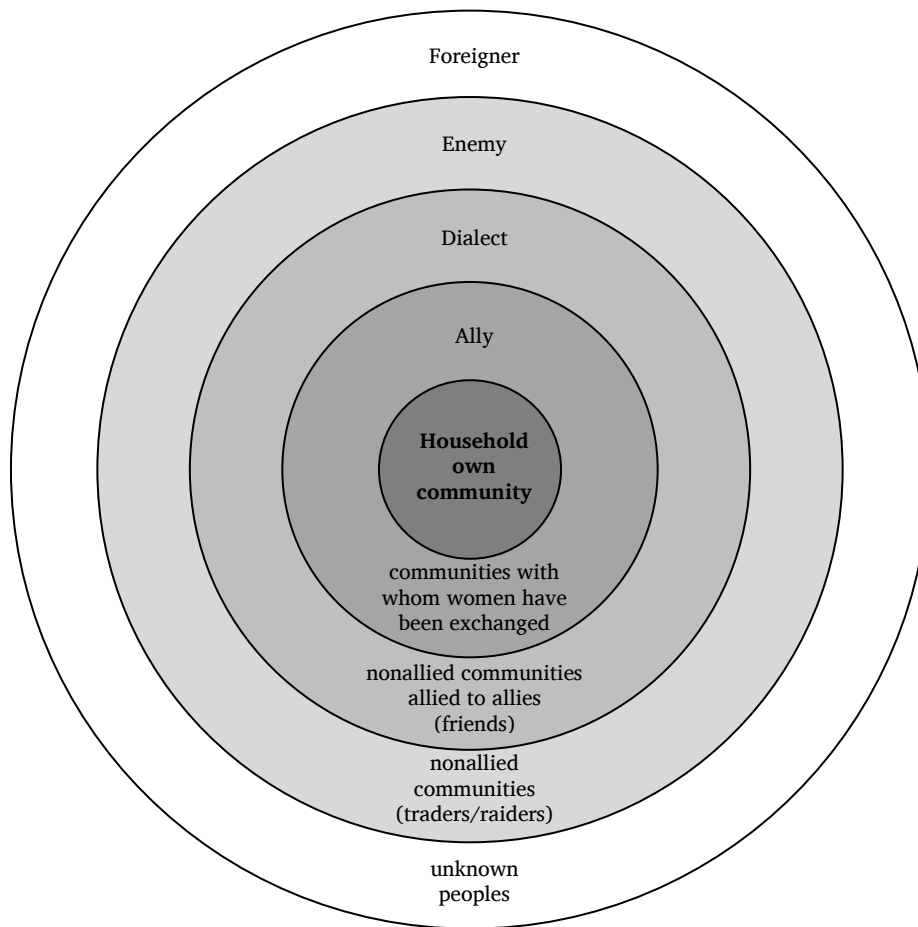 Foreigner
Enemy
Dialect
Ally
Household
own
community
communities with
whom women have
been exchanged
nonallied communities
allied to allies
(friends)
nonallied
communities
(traders/raiders)
unknown
peoples